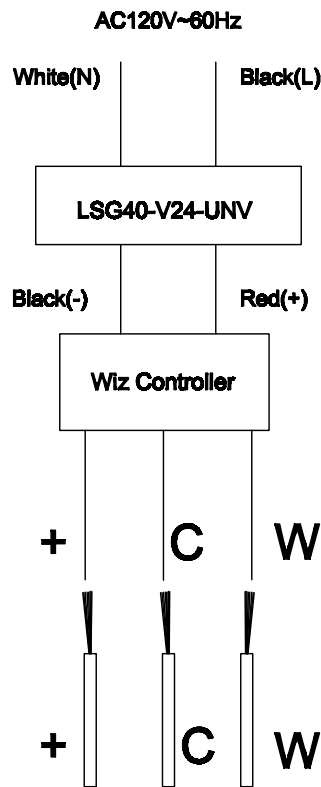 AC120V~60Hz
White(N) Black(L)
LSG40-V24-UNV
Black(-) Red(+)
Wiz Controller
+ C W
+ C W